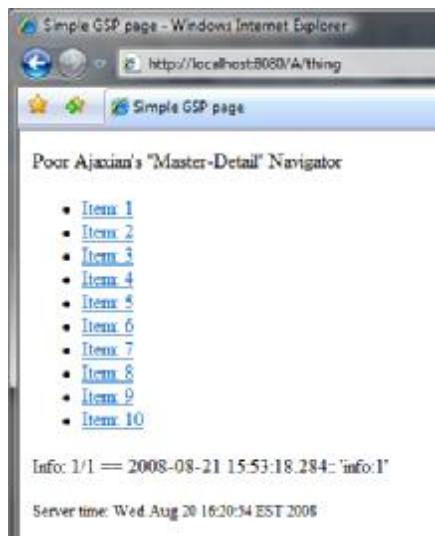 Simple GSP page - Windows Internet Explorer
http://localhost:8080/A/thing
Simple GSP page
Poor Ajaxian's "Master-Detail" Navigator
Item: 1
Item: 2
Item: 3
Item: 4
Item: 5
Item: 6
Item: 7
Item: 8
Item: 9
Item: 10
Info: 1/1 == 2008-08-21 15:53:18.284:: 'info:1'
Server time: Wed Aug 20 16:20:54 EST 2008